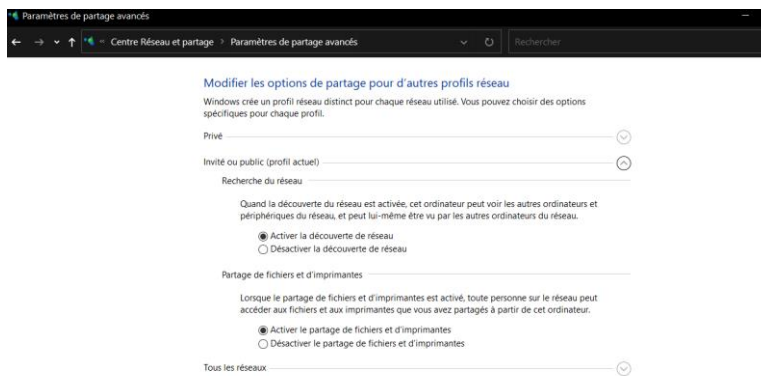 Paramètres de partage avancés
Centre Réseau et partage > Paramètres de partage avancés
Rechercher
Modifier les options de partage pour d'autres profils réseau
Windows crée un profil réseau distinct pour chaque réseau utilisé. Vous pouvez choisir des options
spécifiques pour chaque profil.
Privé
Invité ou public (profil actuel)
Recherche du réseau
Quand la découverte du réseau est activée, cet ordinateur peut voir les autres ordinateurs et
périphériques du réseau, et peut lui-même être vu par les autres ordinateurs du réseau.
Activer la découverte de réseau
Désactiver la découverte de réseau
Partage de fichiers et d'imprimantes
Lorsque le partage de fichiers et d'imprimantes est activé, toute personne sur le réseau peut
accéder aux fichiers et aux imprimantes que vous avez partagés à partir de cet ordinateur.
Activer le partage de fichiers et d'imprimantes
Désactiver le partage de fichiers et d'imprimantes
Tous les réseaux